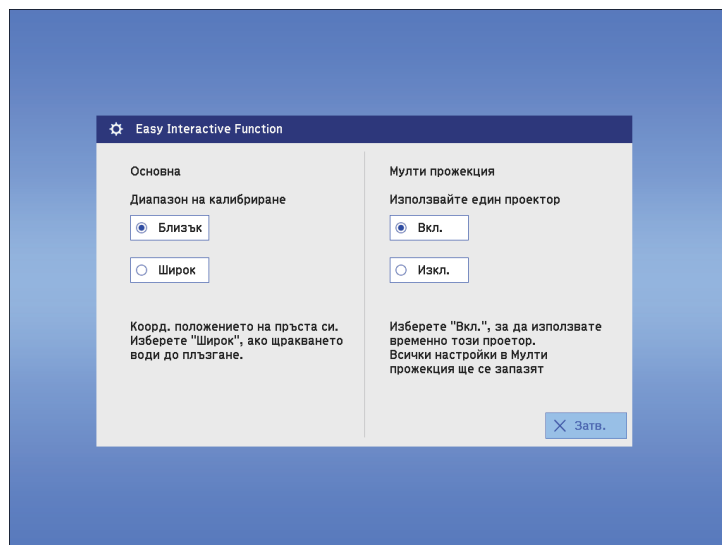 Easy Interactive Function
Основна
Диапазон на калибриране
Близък
Широк
Коорд. положението на пръста си.
Изберете "Широк", ако щракването
води до плъзгане.
Мулти прожекция
Използвайте един проектор
Вкл.
Изкл.
Изберете "Вкл.", за да използвате
временно този проетор.
Всички настройки в Мулти
прожекция ще се запазят
Затв.